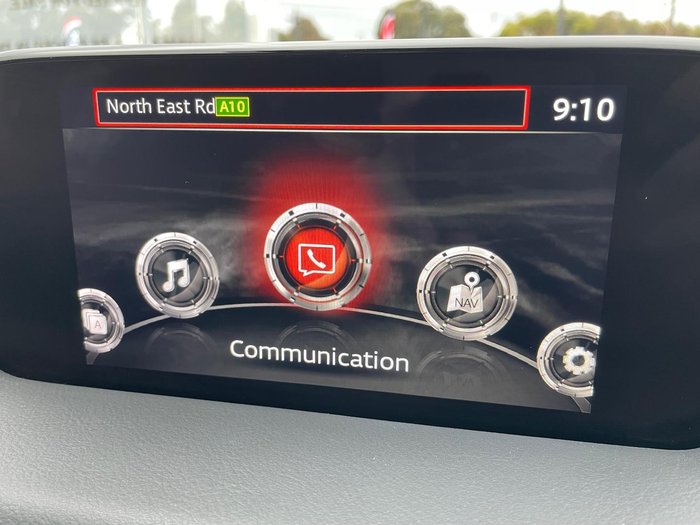 North East Rd A10
9:10
A
NAV
Communication